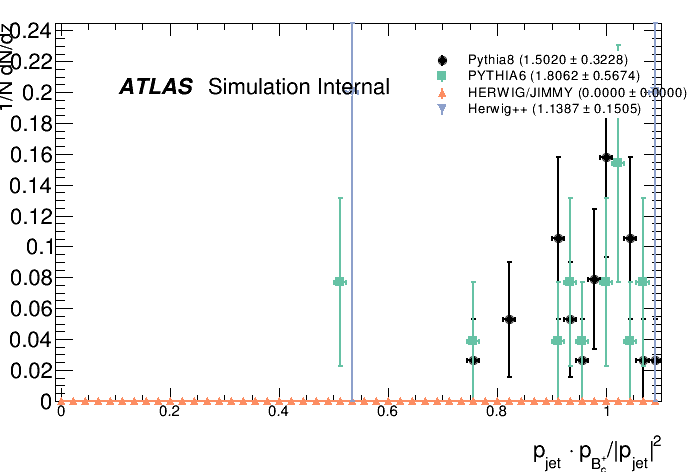 1/N dN/dz
0.24
0.22
0.2
0.18
0.16
0.14
0.12
0.1
0.08
0.06
0.04
0.02
0
ATLAS Simulation Internal
Pythia8 (1.5020 ± 0.3228)
PYTHIA6 (1.8062 ± 0.5674)
HERWIG/JIMMY (0.0000 ± 0.0000)
Herwig++ (1.1387 ± 0.1505)
0 0.2 0.4 0.6 0.8 1
p_jet · p_B_c^+/|p_jet|^2